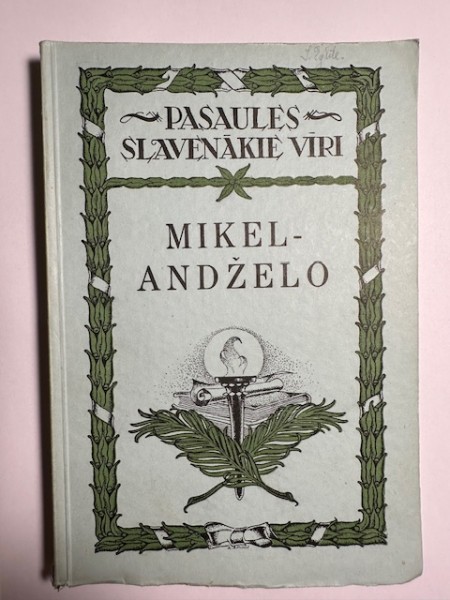 PASAULES
SLAVENĀKIE VĪRI
MIKEL-
ANDŽELO